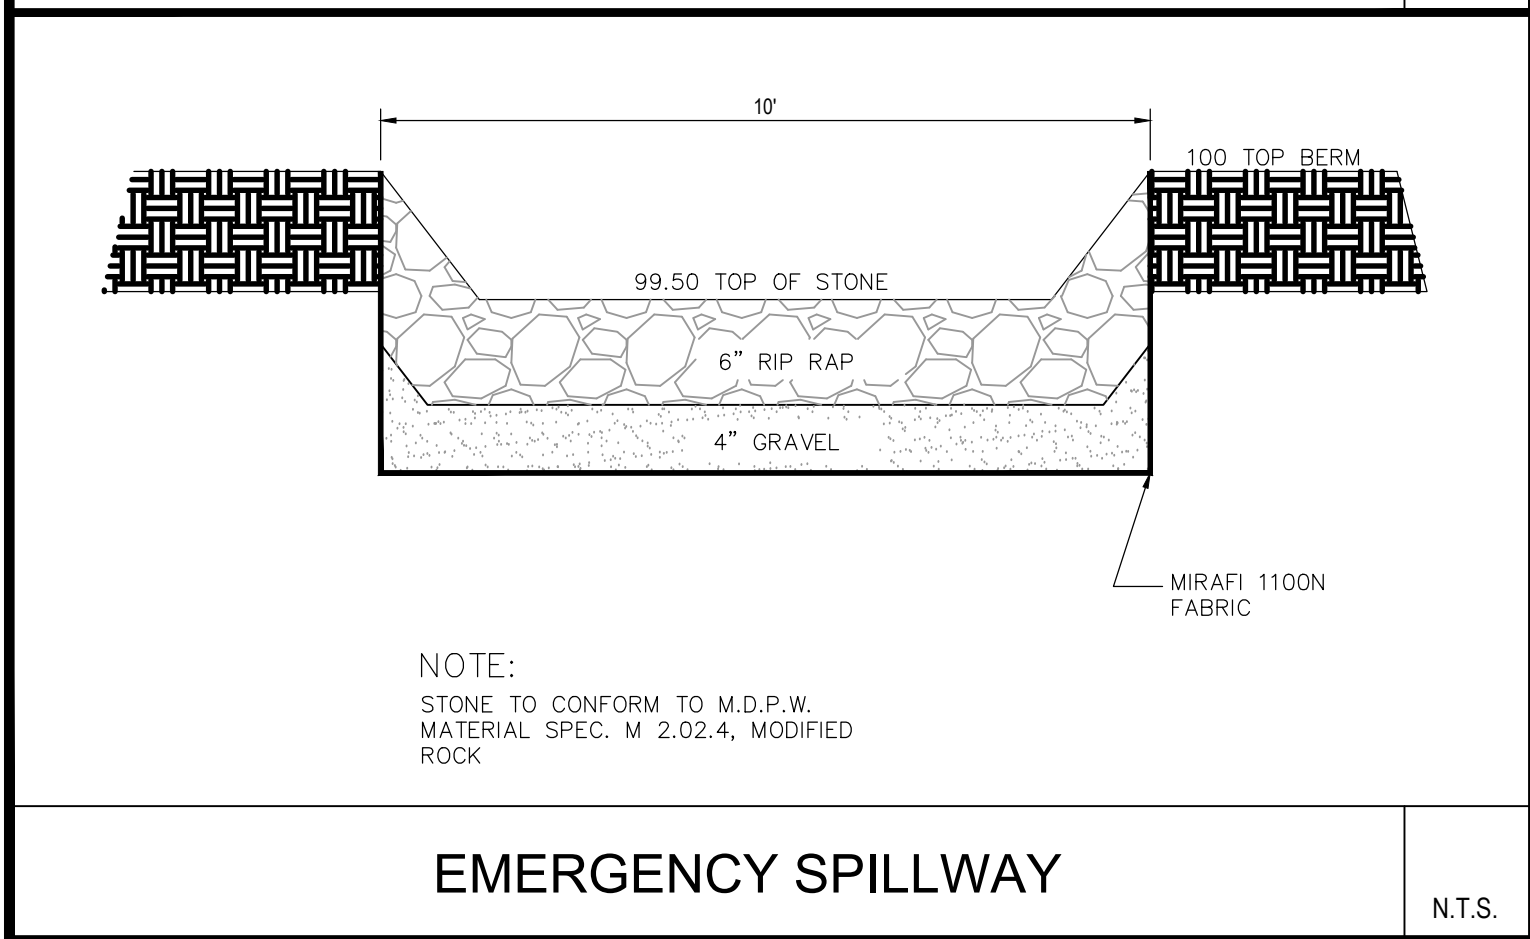 10'
100 TOP BERM
99.50 TOP OF STONE
6” RIP RAP
4” GRAVEL
MIRAFI 1100N
FABRIC
NOTE:
STONE TO CONFORM TO M.D.P.W.
MATERIAL SPEC. M 2.02.4, MODIFIED
ROCK
EMERGENCY SPILLWAY
N.T.S.